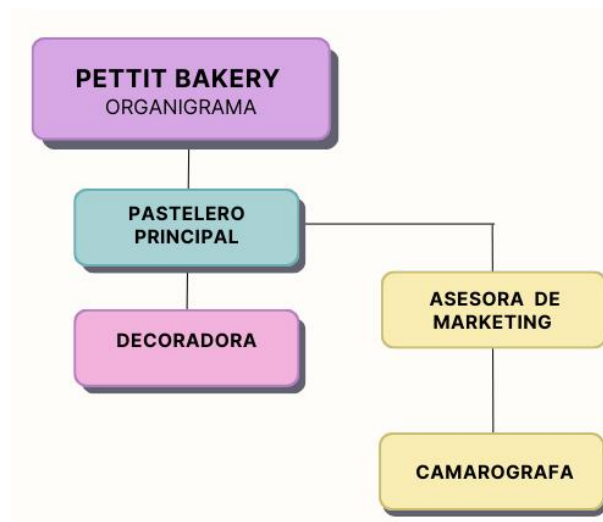 PETTIT BAKERY
ORGANIGRAMA
PASTELERO
PRINCIPAL
DECORADORA
ASESORA DE
MARKETING
CAMAROGRAFA